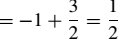 = −1 + 3/2 = 1/2